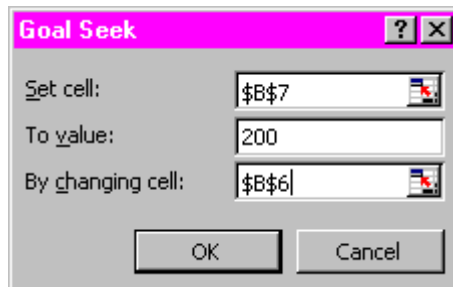 Goal Seek
Set cell: $B$7
To value: 200
By changing cell: $B$6
OK Cancel